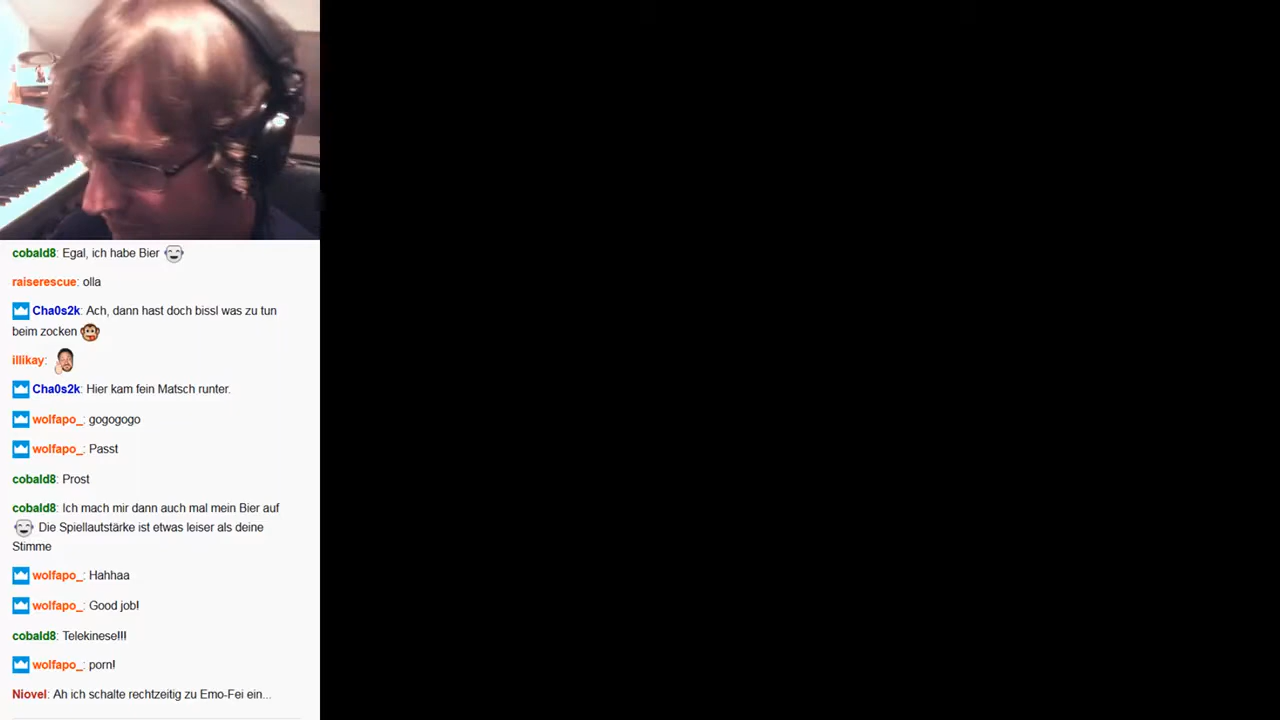 cobald8: Egal, ich habe Bier
raiserescue: olla
Cha0s2k: Ach, dann hast doch bissl was zu tun
beim zocken
illikay:
Cha0s2k: Hier kam fein Matsch runter.
wolfapo_: gogogogo
wolfapo_: Passt
cobald8: Prost
cobald8: Ich mach mir dann auch mal mein Bier auf
Die Spiellautstärke ist etwas leiser als deine
Stimme
wolfapo_: Hahhaa
wolfapo_: Good job!
cobald8: Telekinese!!!
wolfapo_: porn!
Niovel: Ah ich schalte rechtzeitig zu Emo-Fei ein...